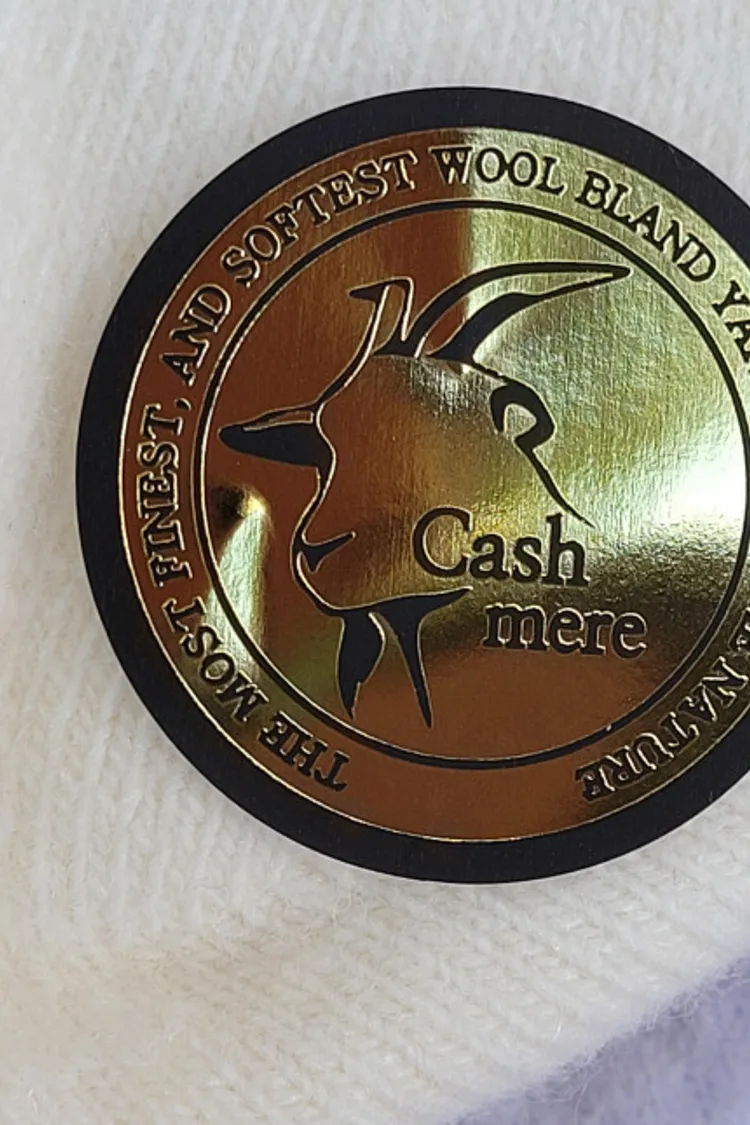 THE MOST FINEST, AND SOFTEST WOOL BLAND
NATURE
Cash
mere